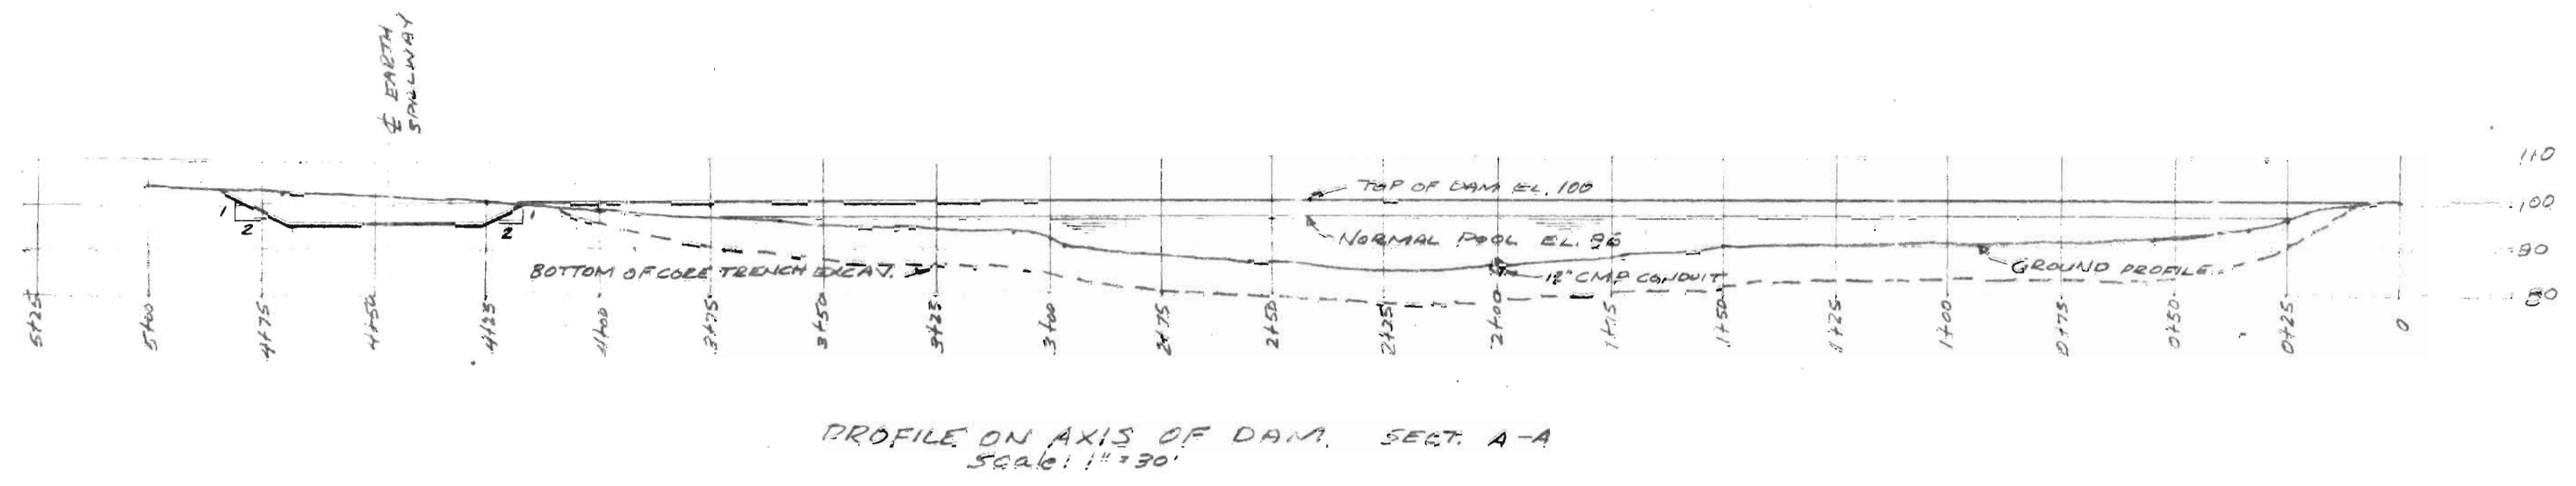 ℄ EARTH
SPILLWAY
110
100
90
80
TOP OF DAM EL. 100
NORMAL POOL EL. 96
1
2
1
2
BOTTOM OF CORE TRENCH EXCAV.
12" CMP CONDUIT
GROUND PROFILE
5+25 5+00 4+75 4+50 4+25 4+00 3+75 3+50 3+25 3+00 2+75 2+50 2+25 2+00 1+75 1+50 1+25 1+00 0+75 0+50 0+25 0
PROFILE ON AXIS OF DAM. SECT. A-A
Scale: 1" = 30'